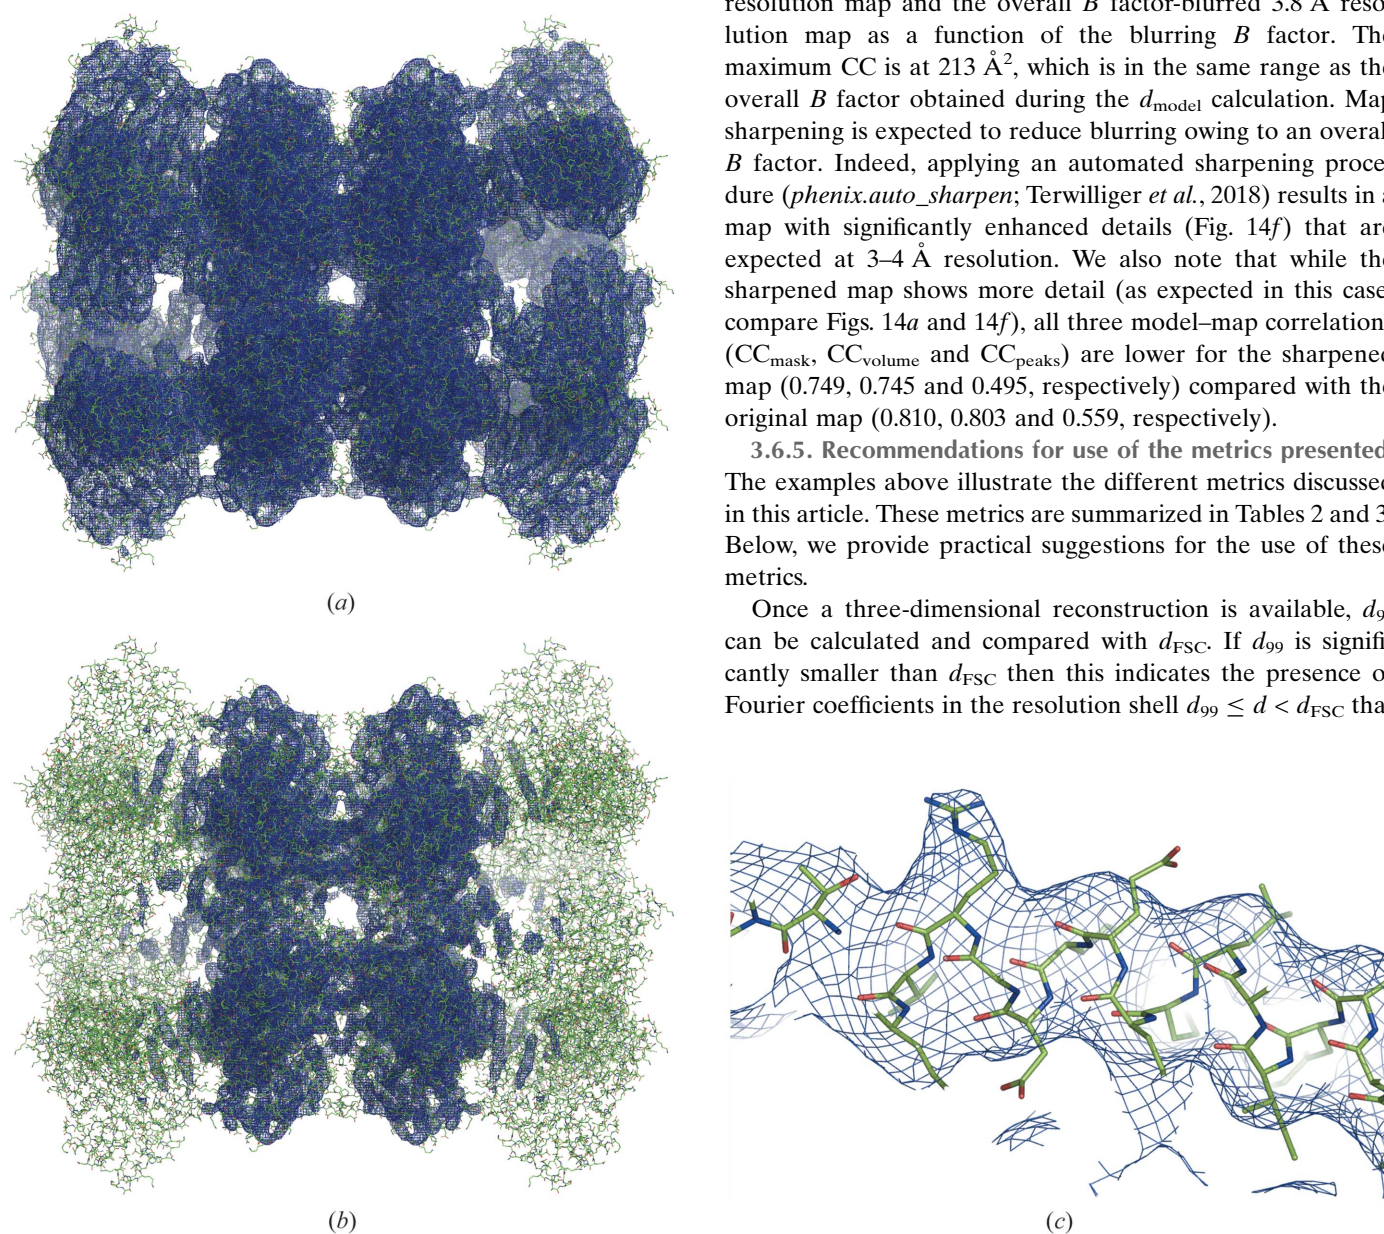 resolution map and the overall B factor-blurred 3.8 Å reso
lution map as a function of the blurring B factor. The
maximum CC is at 213 Å², which is in the same range as the
overall B factor obtained during the d_model calculation. Map
sharpening is expected to reduce blurring owing to an overall
B factor. Indeed, applying an automated sharpening proce
dure (phenix.auto_sharpen; Terwilliger et al., 2018) results in a
map with significantly enhanced details (Fig. 14f) that are
expected at 3–4 Å resolution. We also note that while the
sharpened map shows more detail (as expected in this case
compare Figs. 14a and 14f), all three model–map correlation
(CC_mask, CC_volume and CC_peaks) are lower for the sharpened
map (0.749, 0.745 and 0.495, respectively) compared with the
original map (0.810, 0.803 and 0.559, respectively).
3.6.5. Recommendations for use of the metrics presented
The examples above illustrate the different metrics discussed
in this article. These metrics are summarized in Tables 2 and 3
Below, we provide practical suggestions for the use of these
metrics.
Once a three-dimensional reconstruction is available, d_9
can be calculated and compared with d_FSC. If d_99 is signifi
cantly smaller than d_FSC then this indicates the presence o
Fourier coefficients in the resolution shell d_99 ≤ d < d_FSC tha
(a)
(b)
(c)